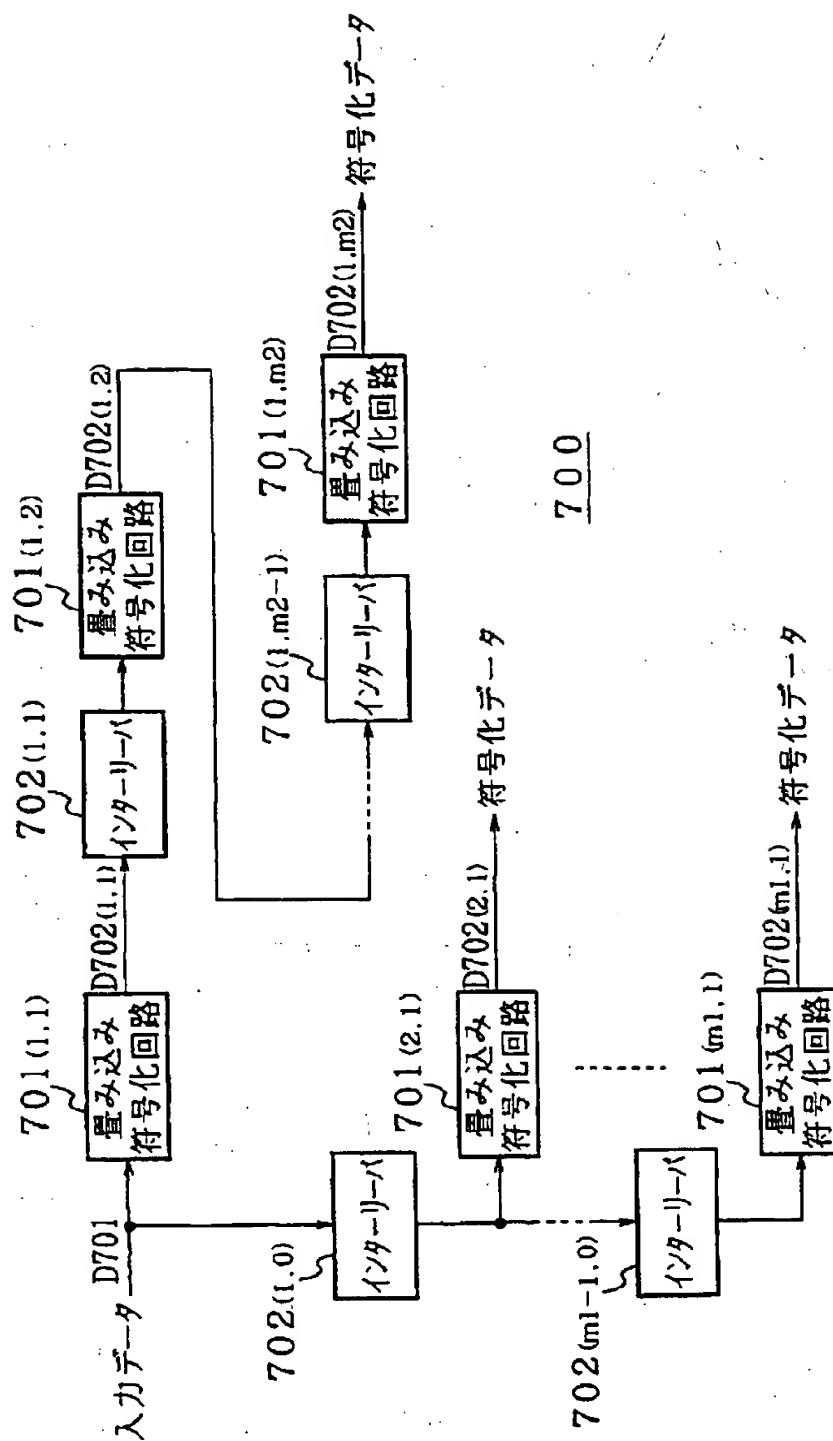 入力データ
D701
701(1,1)
畳み込み
符号化回路
D702(1,1)
702(1,1)
インターリーバ
701(1,2)
畳み込み
符号化回路
D702(1,2)
702(1,m2-1)
インターリーバ
701(1,m2)
畳み込み
符号化回路
D702(1,m2)
符号化データ
702(1,0)
インターリーバ
701(2,1)
畳み込み
符号化回路
D702(2,1)
符号化データ
702(m1-1,0)
インターリーバ
701(m1,1)
畳み込み
符号化回路
D702(m1,1)
符号化データ
700